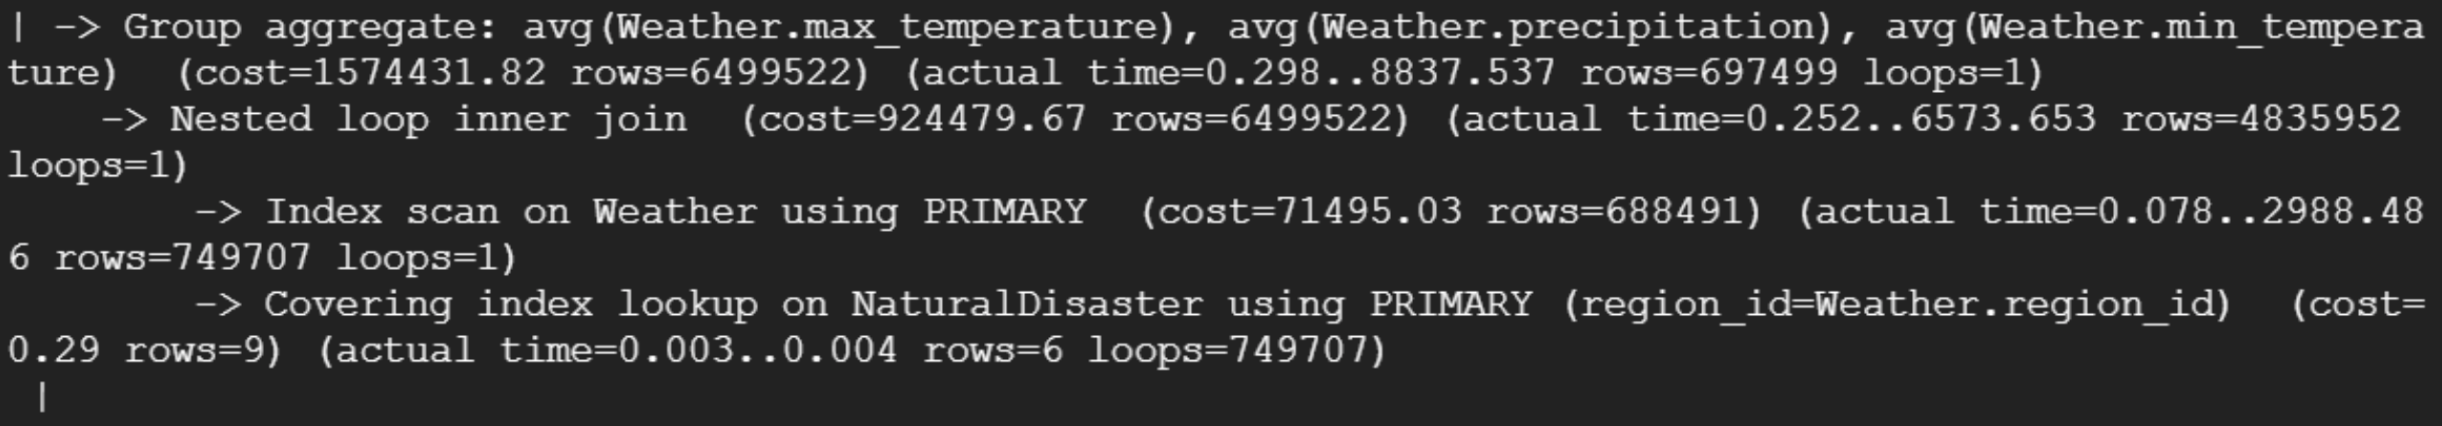 | -> Group aggregate: avg(Weather.max_temperature), avg(Weather.precipitation), avg(Weather.min_tempera
ture)  (cost=1574431.82 rows=6499522) (actual time=0.298..8837.537 rows=697499 loops=1)
    -> Nested loop inner join  (cost=924479.67 rows=6499522) (actual time=0.252..6573.653 rows=4835952
loops=1)
        -> Index scan on Weather using PRIMARY  (cost=71495.03 rows=688491) (actual time=0.078..2988.48
6 rows=749707 loops=1)
        -> Covering index lookup on NaturalDisaster using PRIMARY (region_id=Weather.region_id)  (cost=
0.29 rows=9) (actual time=0.003..0.004 rows=6 loops=749707)
 |